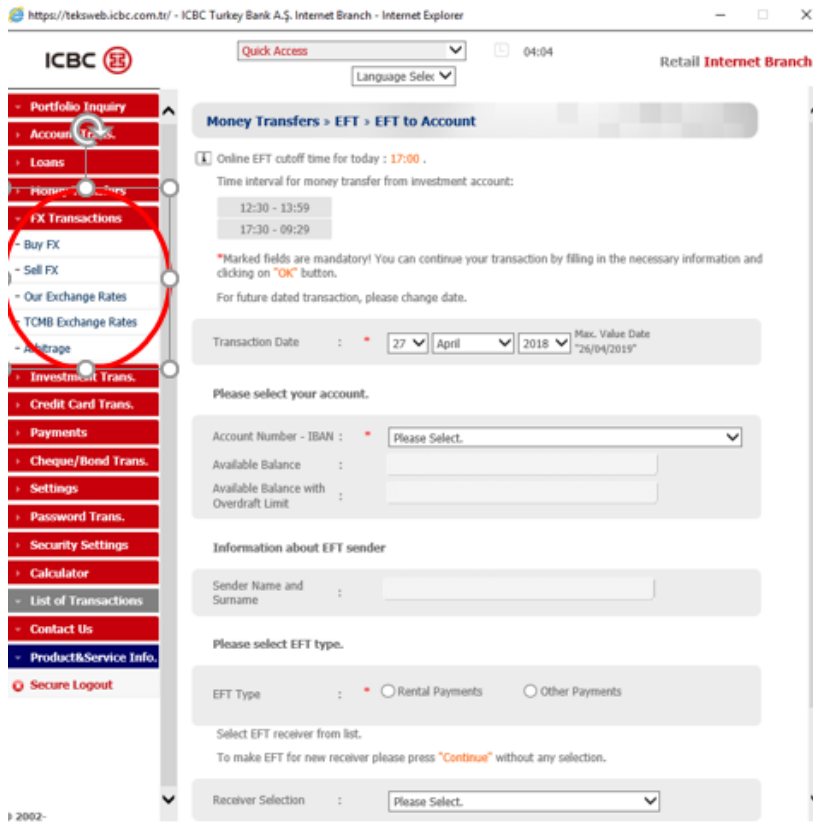 https://teksweb.icbc.com.tr/ - ICBC Turkey Bank A.Ş. Internet Branch - Internet Explorer
ICBC
Quick Access
04:04
Language Selec
Retail Internet Branch
Portfolio Inquiry
Account Trans.
Loans
Money Transfers
FX Transactions
- Buy FX
- Sell FX
- Our Exchange Rates
- TCMB Exchange Rates
- Arbitrage
Investment Trans.
Credit Card Trans.
Payments
Cheque/Bond Trans.
Settings
Password Trans.
Security Settings
Calculator
List of Transactions
Contact Us
Product&Service Info.
Secure Logout
© 2002-
Money Transfers » EFT » EFT to Account
Online EFT cutoff time for today : 17:00 .
Time interval for money transfer from investment account:
12:30 - 13:59
17:30 - 09:29
*Marked fields are mandatory! You can continue your transaction by filling in the necessary information and
clicking on "OK" button.
For future dated transaction, please change date.
Transaction Date : * 27 April 2018 Max. Value Date
"26/04/2019"
Please select your account.
Account Number - IBAN : * Please Select.
Available Balance :
Available Balance with
Overdraft Limit :
Information about EFT sender
Sender Name and
Surname :
Please select EFT type.
EFT Type : * Rental Payments Other Payments
Select EFT receiver from list.
To make EFT for new receiver please press "Continue" without any selection.
Receiver Selection : Please Select.